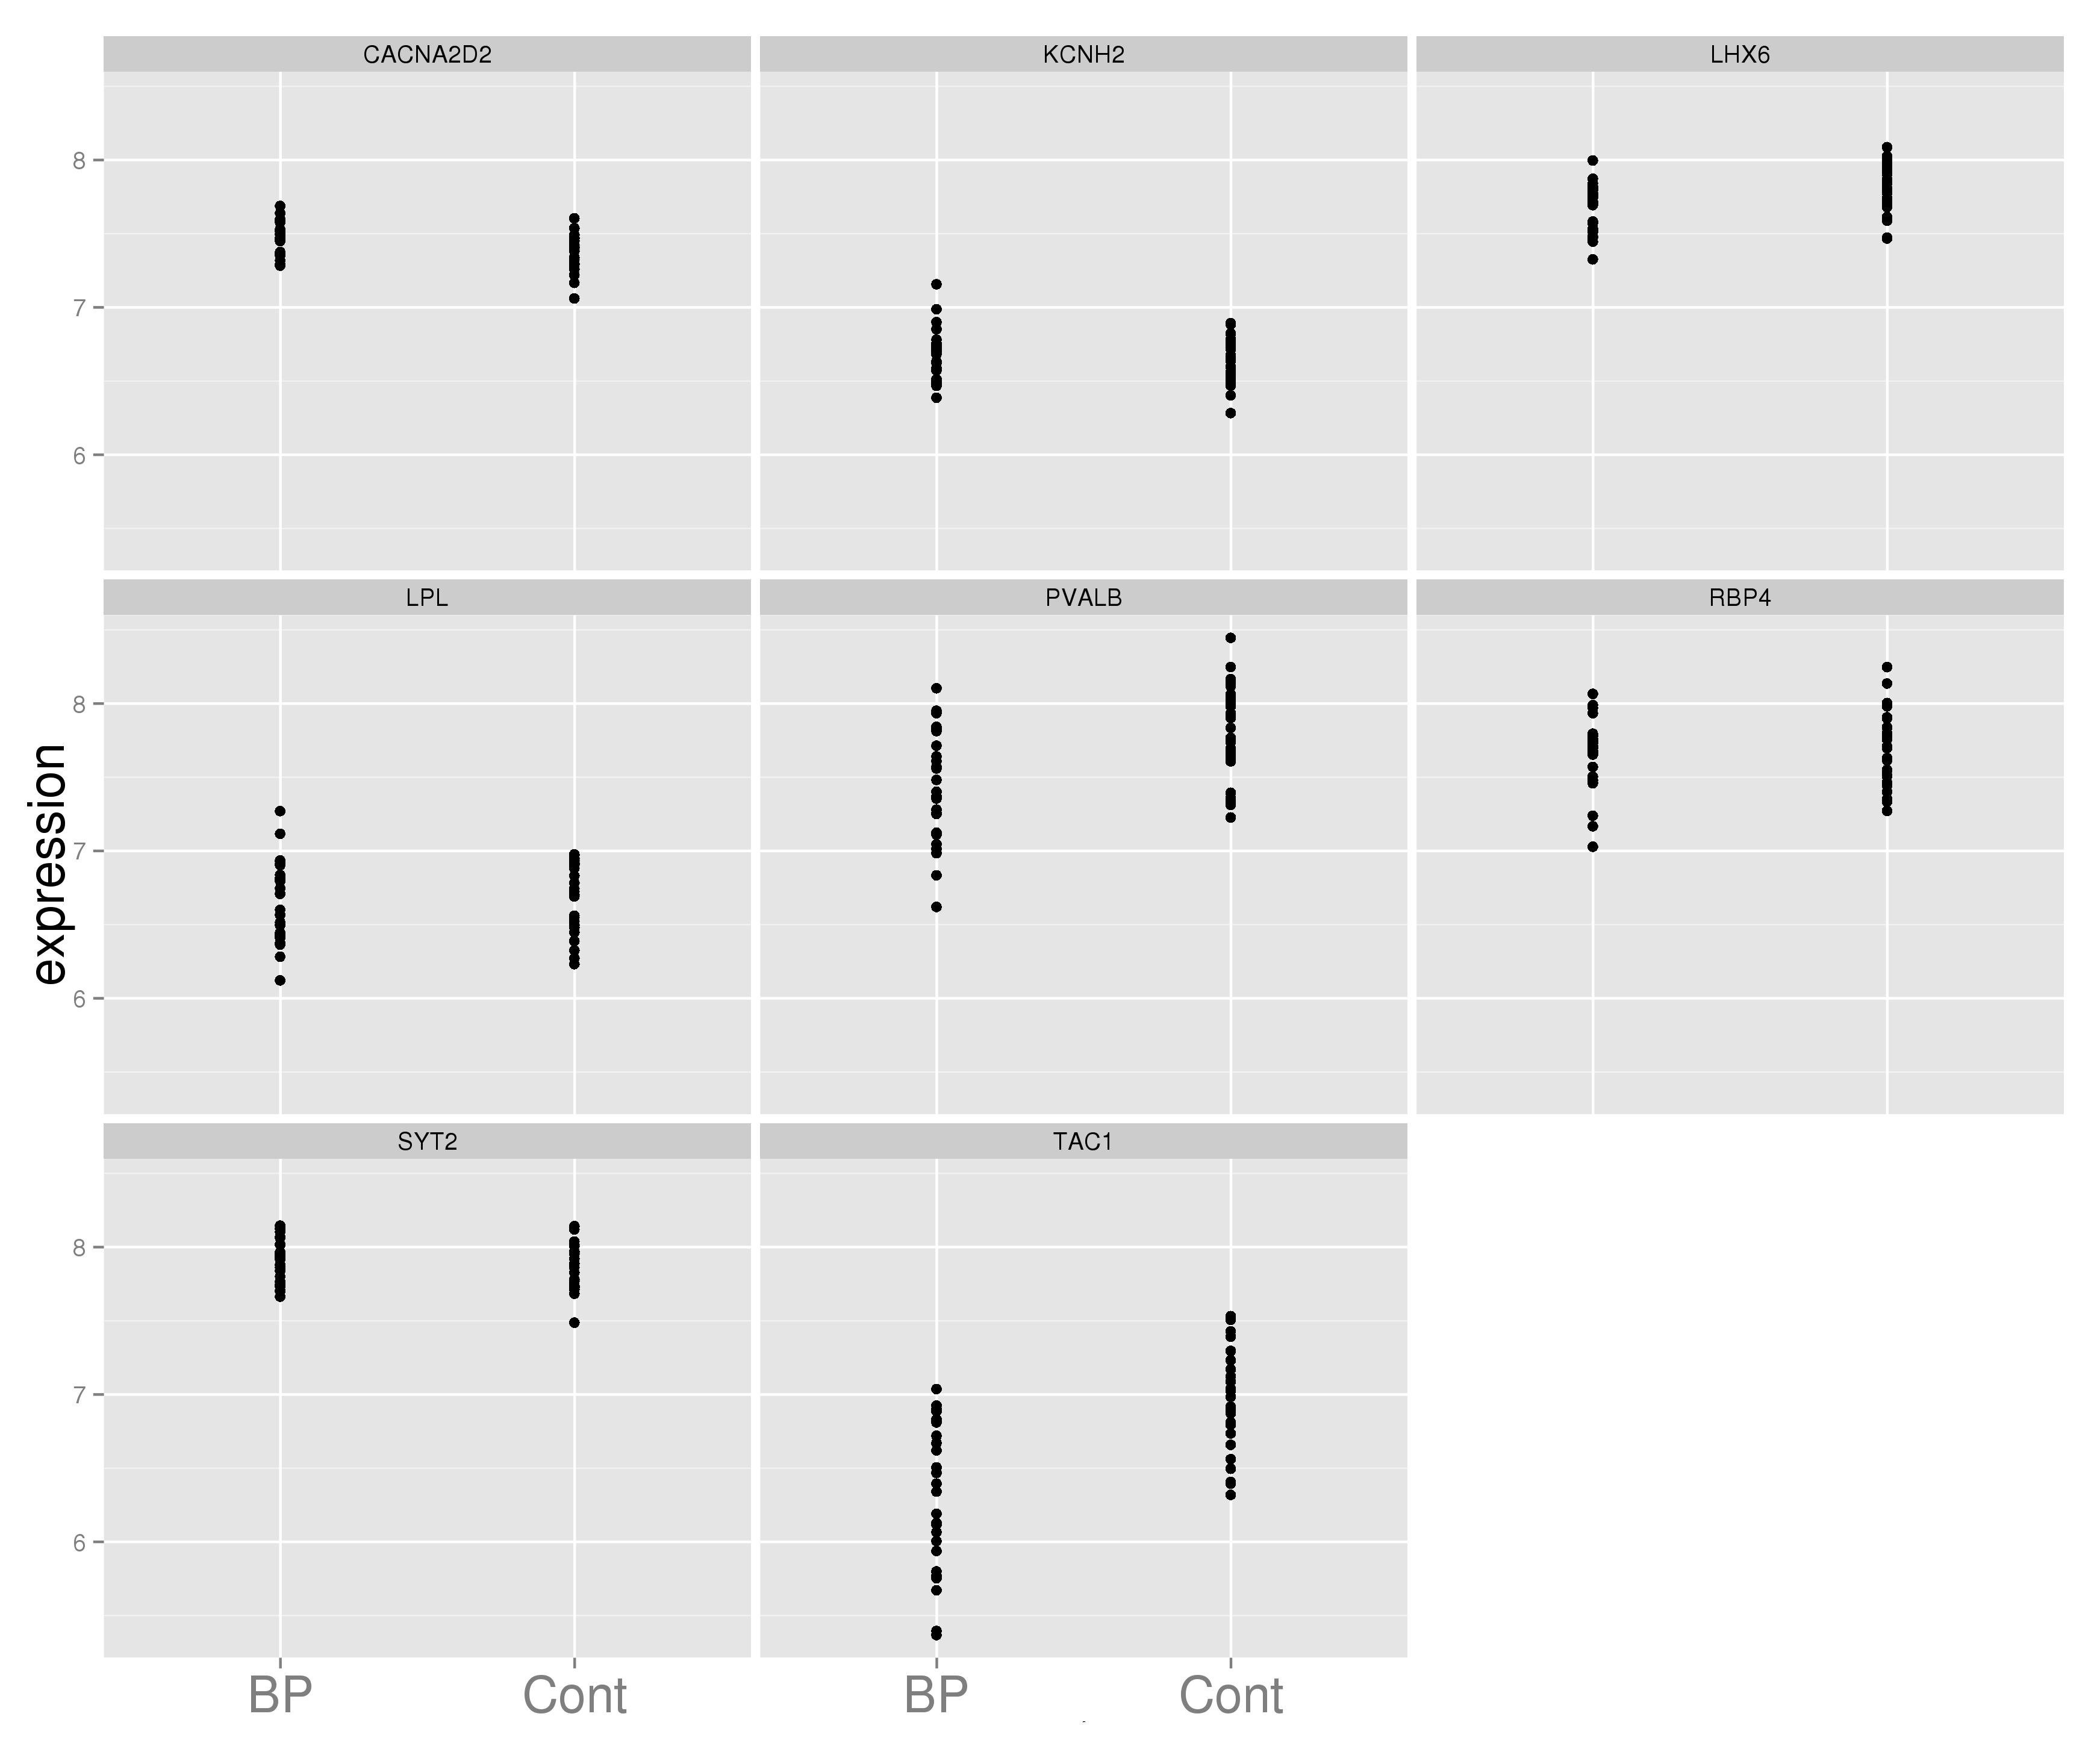 CACNA2D2 KCNH2 LHX6
8
7
6
LPL PVALB RBP4
8
7
6
expression
SYT2 TAC1
8
7
6
BP Cont BP Cont